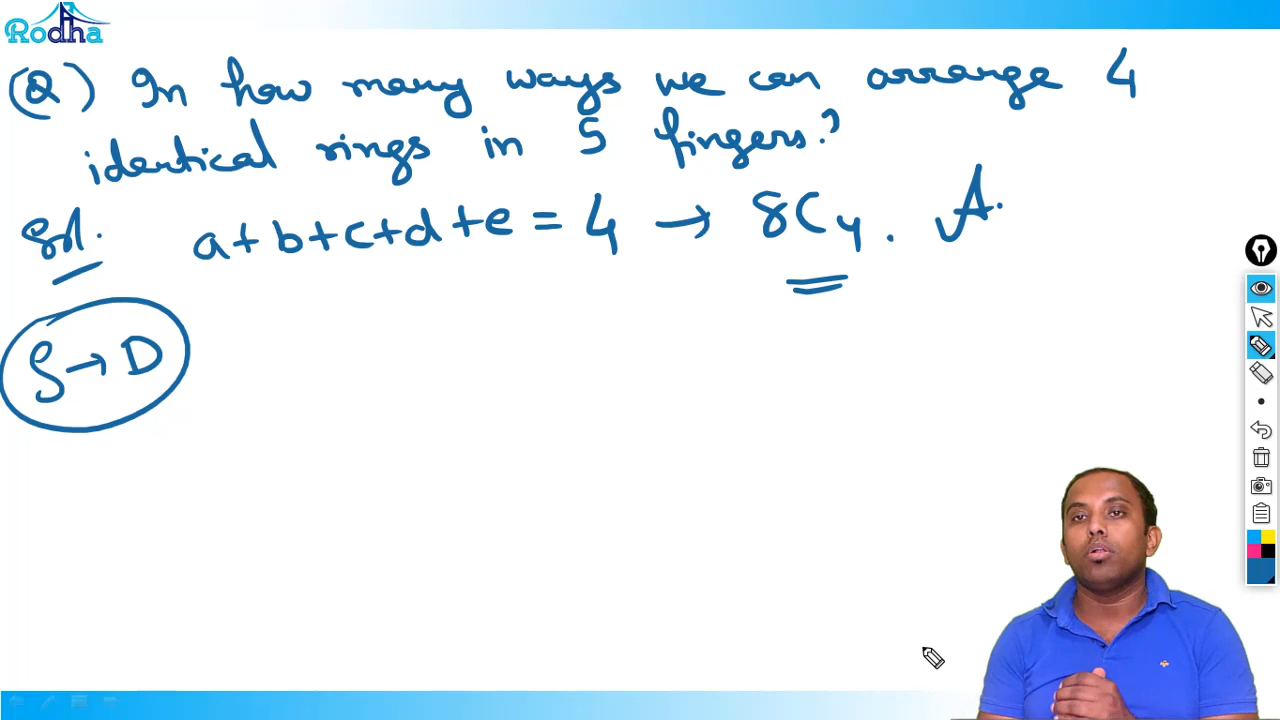 Rodha
(Q) In how many ways we can arrange 4
identical rings in 5 fingers?
Sol. a+b+c+d+e = 4 → 8C4. A.
S→D